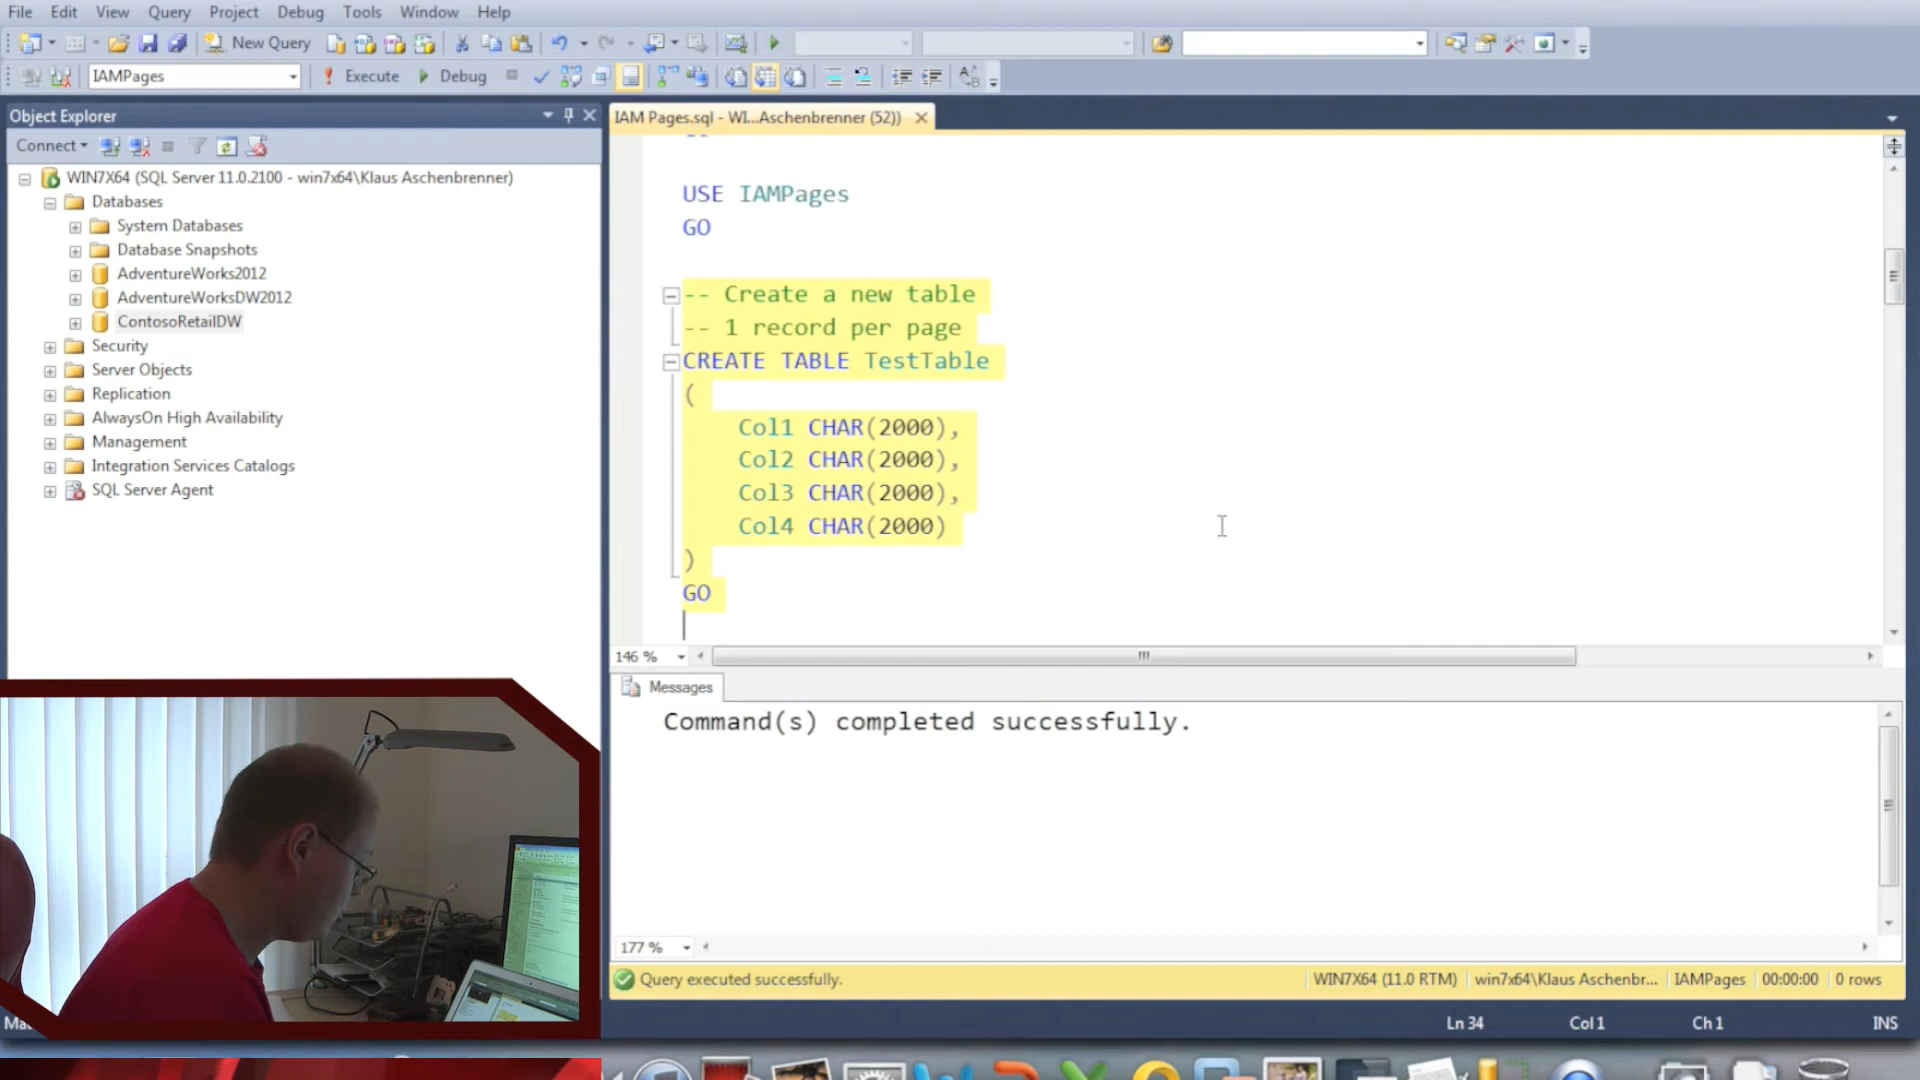 File Edit View Query Project Debug Tools Window Help
New Query
IAMPages Execute Debug
Object Explorer
Connect
WIN7X64 (SQL Server 11.0.2100 - win7x64\Klaus Aschenbrenner)
Databases
System Databases
Database Snapshots
AdventureWorks2012
AdventureWorksDW2012
ContosoRetailDW
Security
Server Objects
Replication
AlwaysOn High Availability
Management
Integration Services Catalogs
SQL Server Agent
IAM Pages.sql - WI...Aschenbrenner (52))
USE IAMPages
GO
-- Create a new table
-- 1 record per page
CREATE TABLE TestTable
(
Col1 CHAR(2000),
Col2 CHAR(2000),
Col3 CHAR(2000),
Col4 CHAR(2000)
)
GO
146 %
Messages
Command(s) completed successfully.
177 %
Query executed successfully. WIN7X64 (11.0 RTM) win7x64\Klaus Aschenbr... IAMPages 00:00:00 0 rows
Ln 34 Col 1 Ch 1 INS